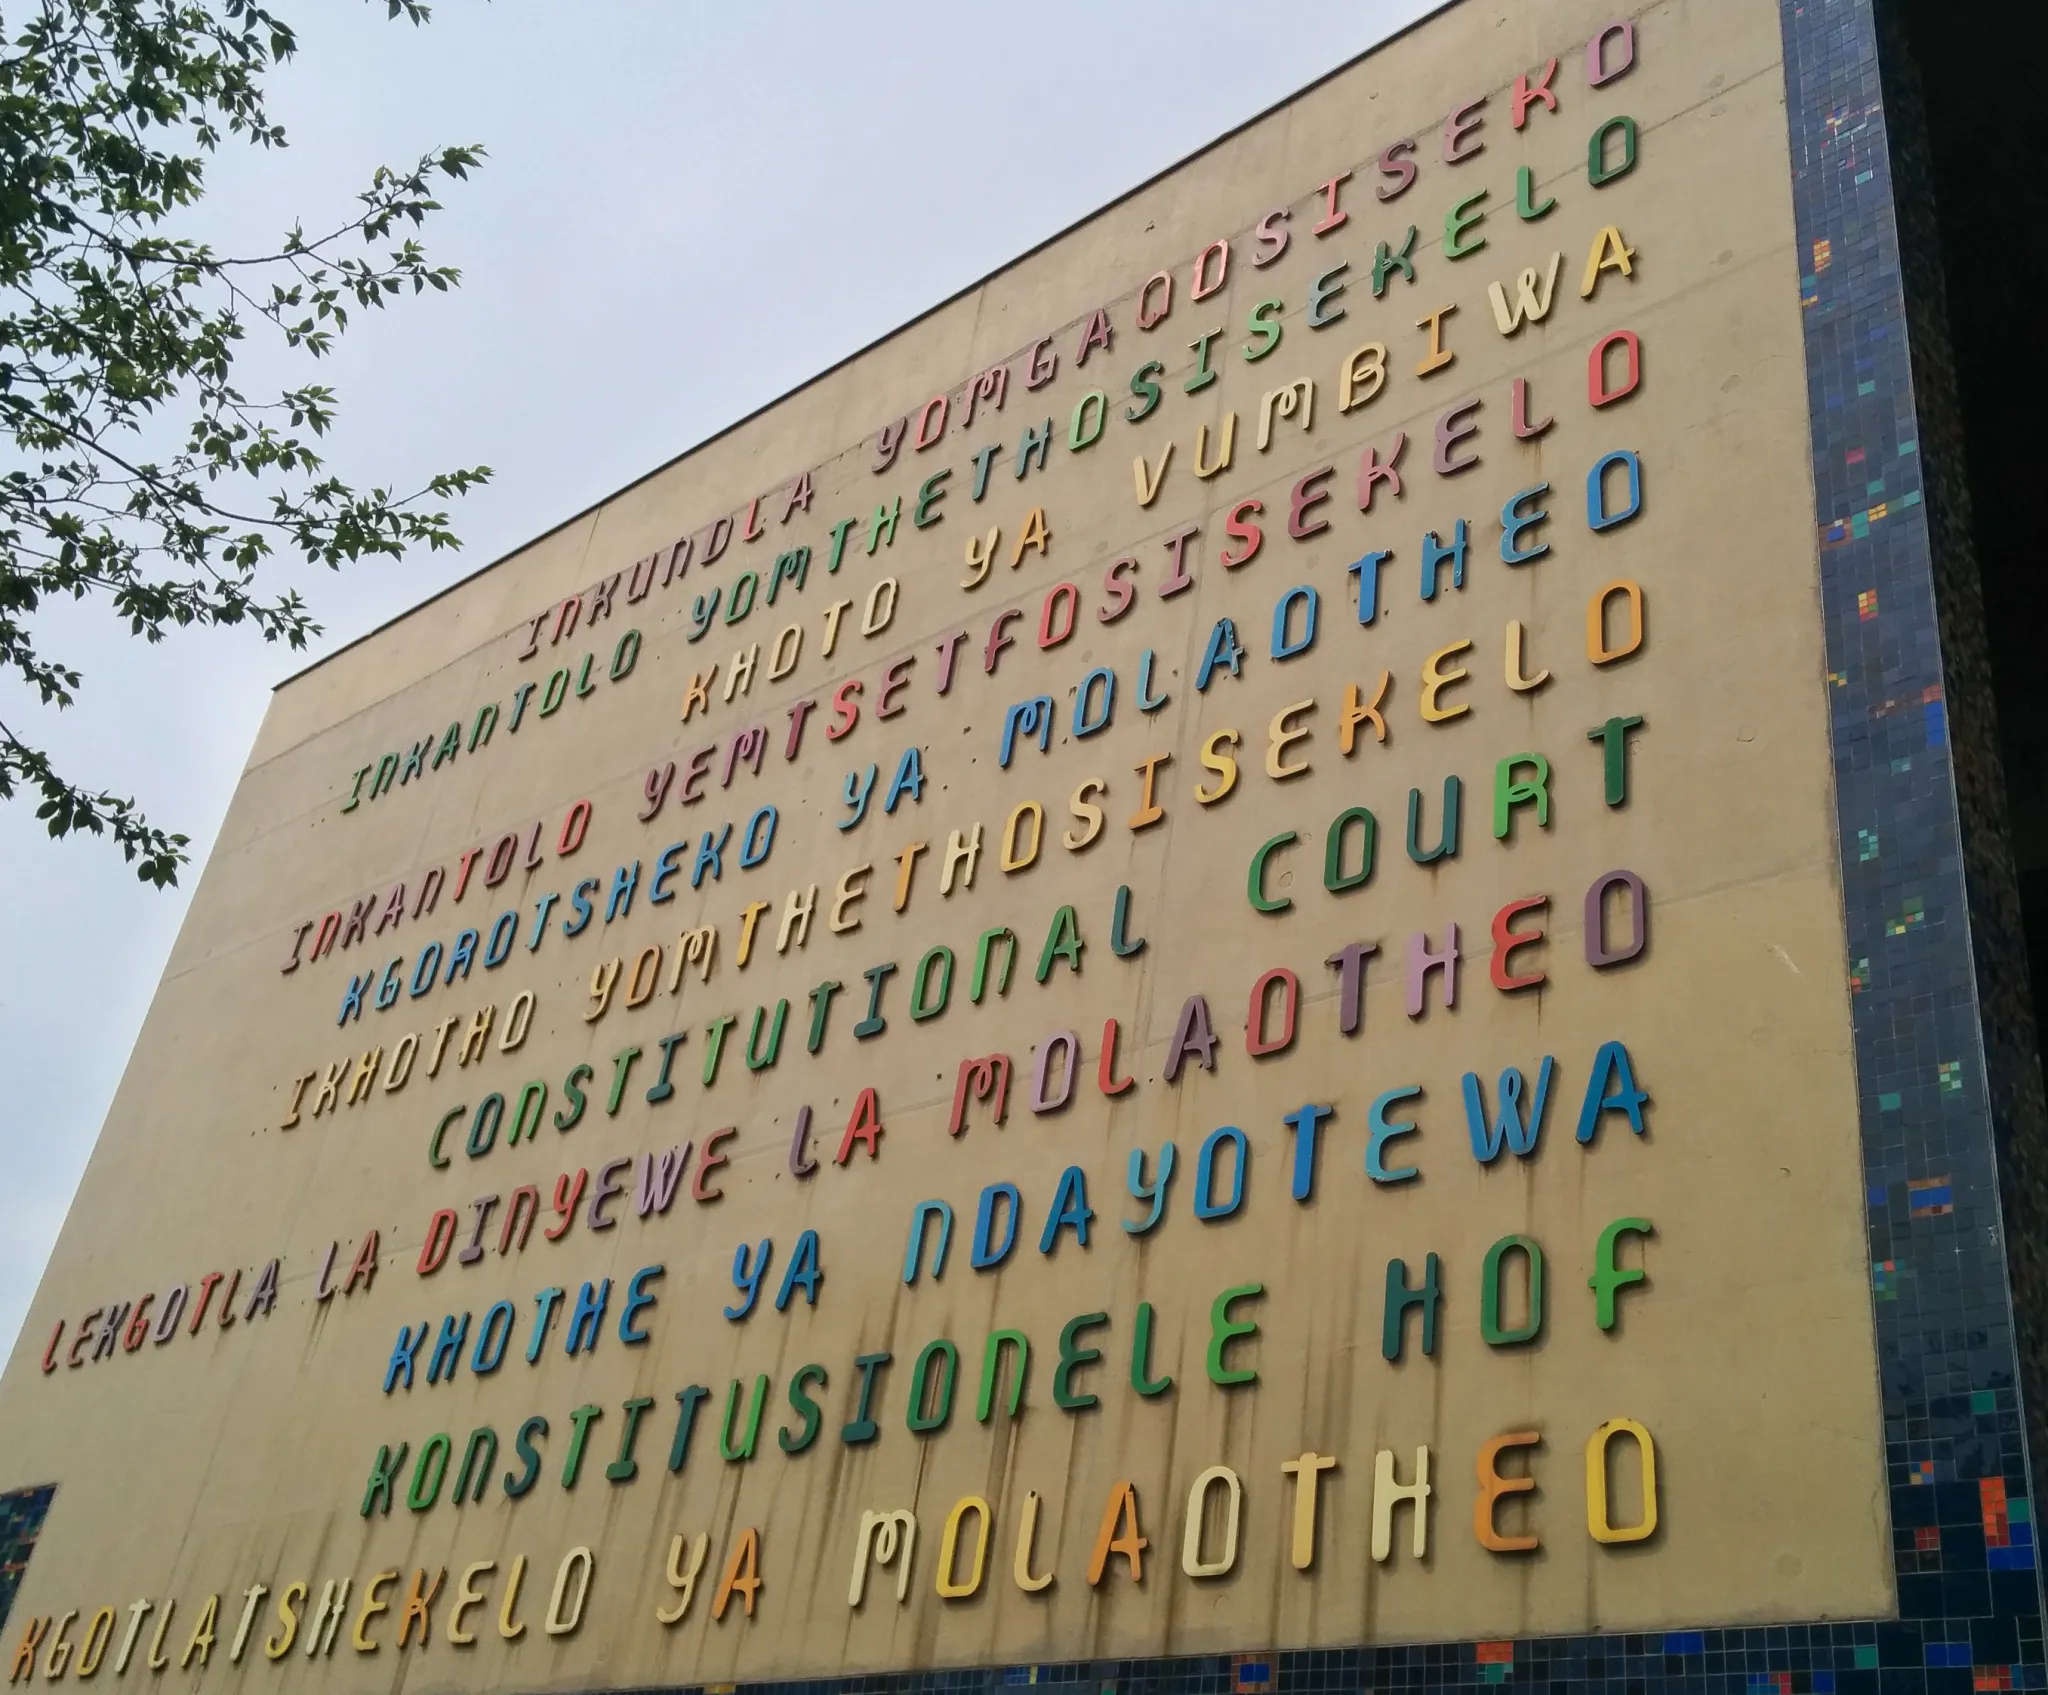 INKUNDLA YOMGAQOSISEKO
INKANTOLO YOMTHETHOSISEKELO
KHOTO YA VUMBIWA
INKANTOLO YEMTSETFOSISEKELO
KGOROTSHEKO YA MOLAOTHEO
IKHOTHO YOMTHETHOSISEKELO
CONSTITUTIONAL COURT
LEKGOTLA LA DINYEWE LA MOLAOTHEO
KHOTHE YA NDAYOTEWA
KONSTITUSIONELE HOF
KGOTLATSHEKELO YA MOLAOTHEO